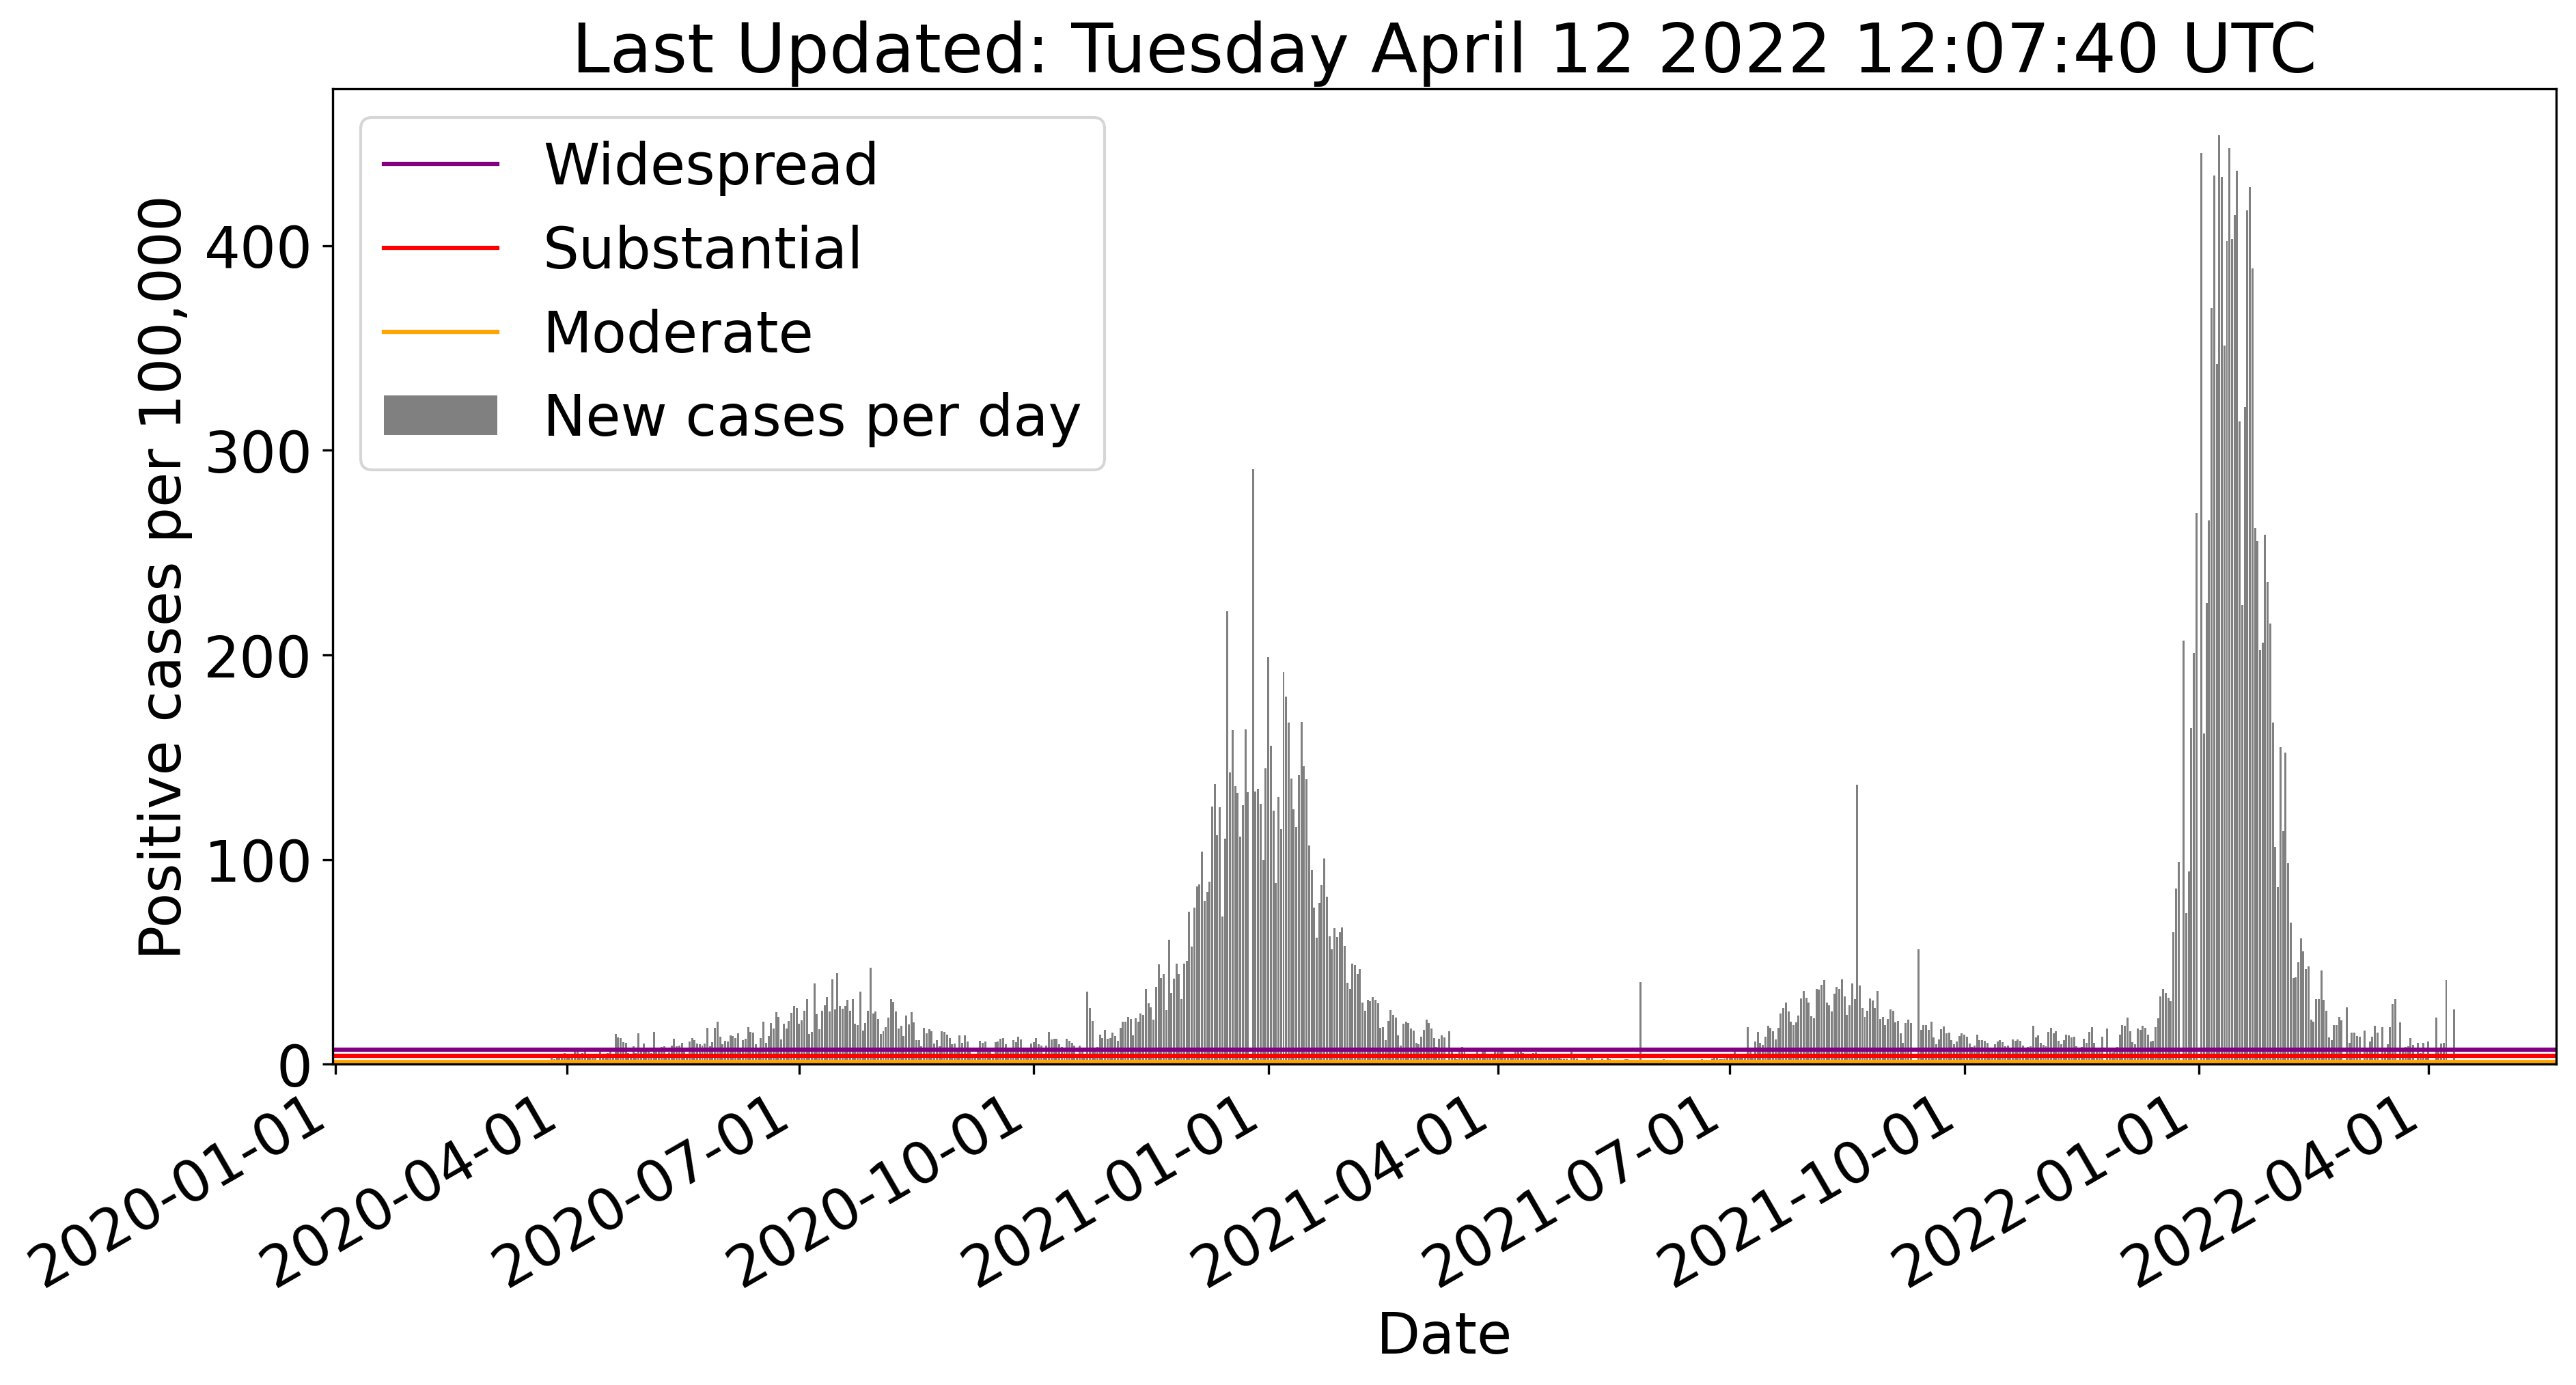 Last Updated: Tuesday April 12 2022 12:07:40 UTC
Widespread
Substantial
Moderate
New cases per day
Positive cases per 100,000
400
300
200
100
0
2020-01-01
2020-04-01
2020-07-01
2020-10-01
2021-01-01
2021-04-01
2021-07-01
2021-10-01
2022-01-01
2022-04-01
Date